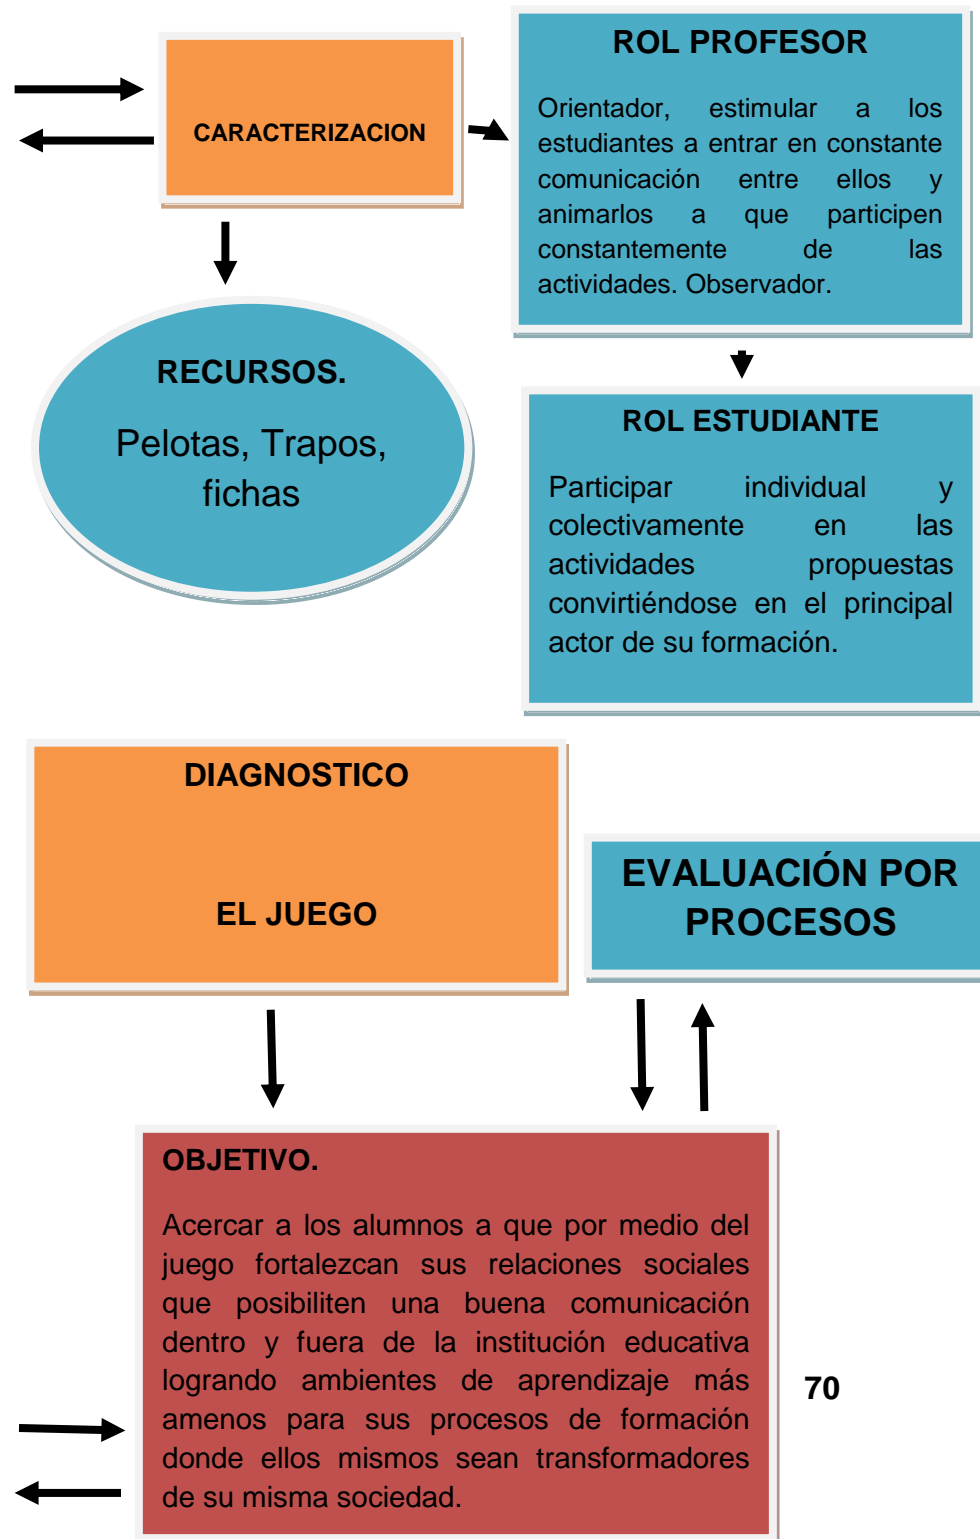 CARACTERIZACION
ROL PROFESOR
Orientador, estimular a los
estudiantes a entrar en constante
comunicación entre ellos y
animarlos a que participen
constantemente de las
actividades. Observador.
RECURSOS.
Pelotas, Trapos,
fichas
ROL ESTUDIANTE
Participar individual y
colectivamente en las
actividades propuestas
convirtiéndose en el principal
actor de su formación.
DIAGNOSTICO
EL JUEGO
EVALUACIÓN POR
PROCESOS
OBJETIVO.
Acercar a los alumnos a que por medio del
juego fortalezcan sus relaciones sociales
que posibiliten una buena comunicación
dentro y fuera de la institución educativa
logrando ambientes de aprendizaje más
amenos para sus procesos de formación
donde ellos mismos sean transformadores
de su misma sociedad.
70